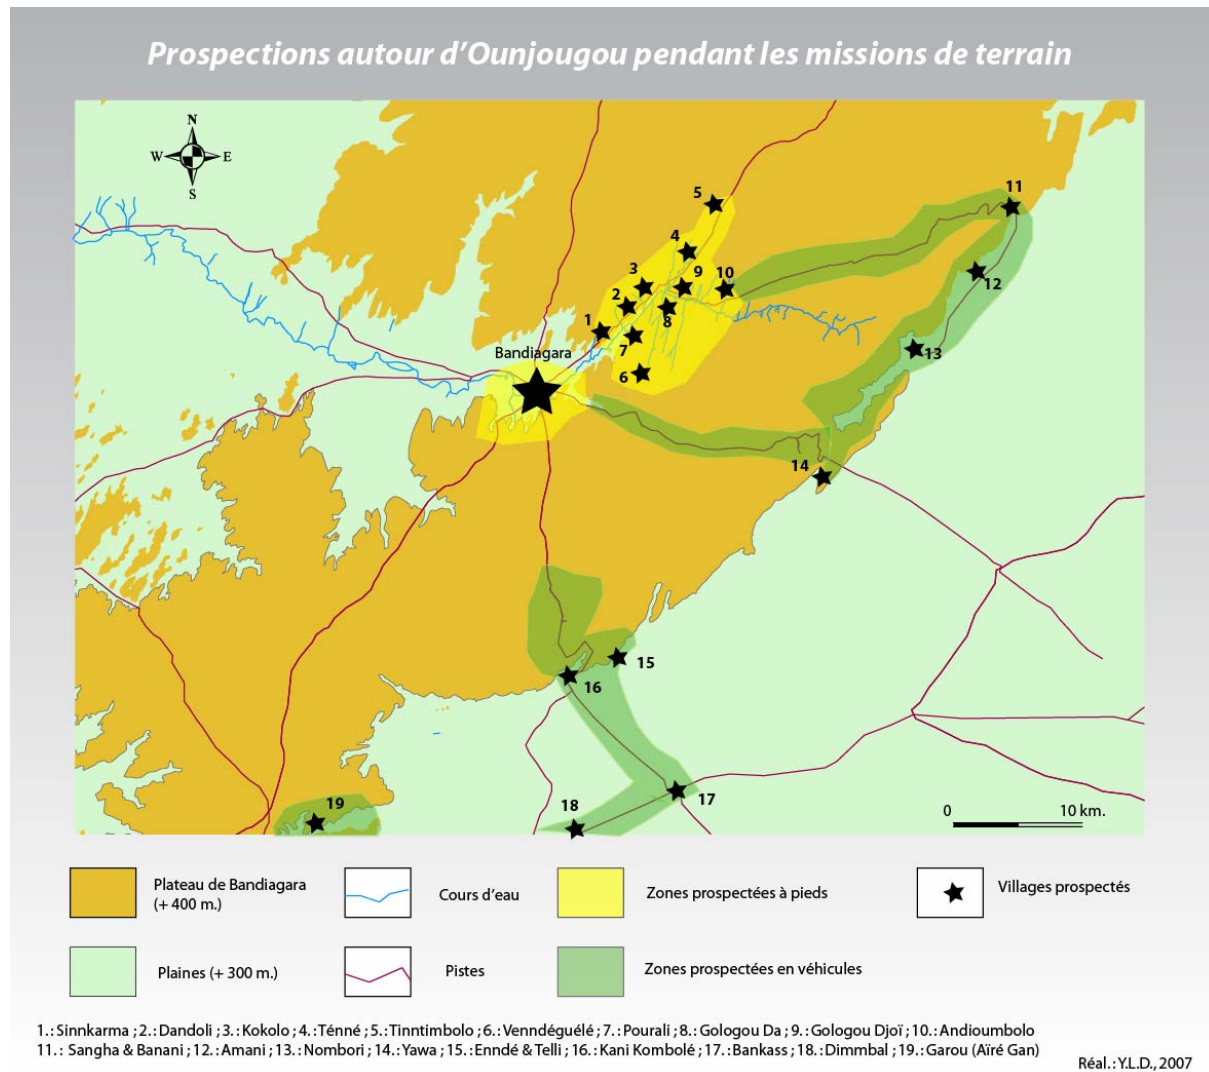 Prospections autour d'Ounjougou pendant les missions de terrain
N
W E
S
11
5
4
12
3 9 10
2
8
1
7
13
Bandiagara
6
14
15
16
19
18
17
0 10 km.
Plateau de Bandiagara
(+ 400 m.)
Cours d'eau
Zones prospectées à pieds
Villages prospectés
Plaines (+ 300 m.)
Pistes
Zones prospectées en véhicules
1.: Sinnkarma ; 2.: Dandoli ; 3.: Kokolo ; 4.: Ténné ; 5.: Tinntimbolo ; 6.: Venndéguélé ; 7.: Pourali ; 8.: Gologou Da ; 9.: Gologou Djoï ; 10.: Andioumbolo
11.: Sangha & Banani ; 12.: Amani ; 13.: Nombori ; 14.: Yawa ; 15.: Enndé & Telli ; 16.: Kani Kombolé ; 17.: Bankass ; 18.: Dimmbal ; 19.: Garou (Aïré Gan)
Réal. : Y.L.D., 2007